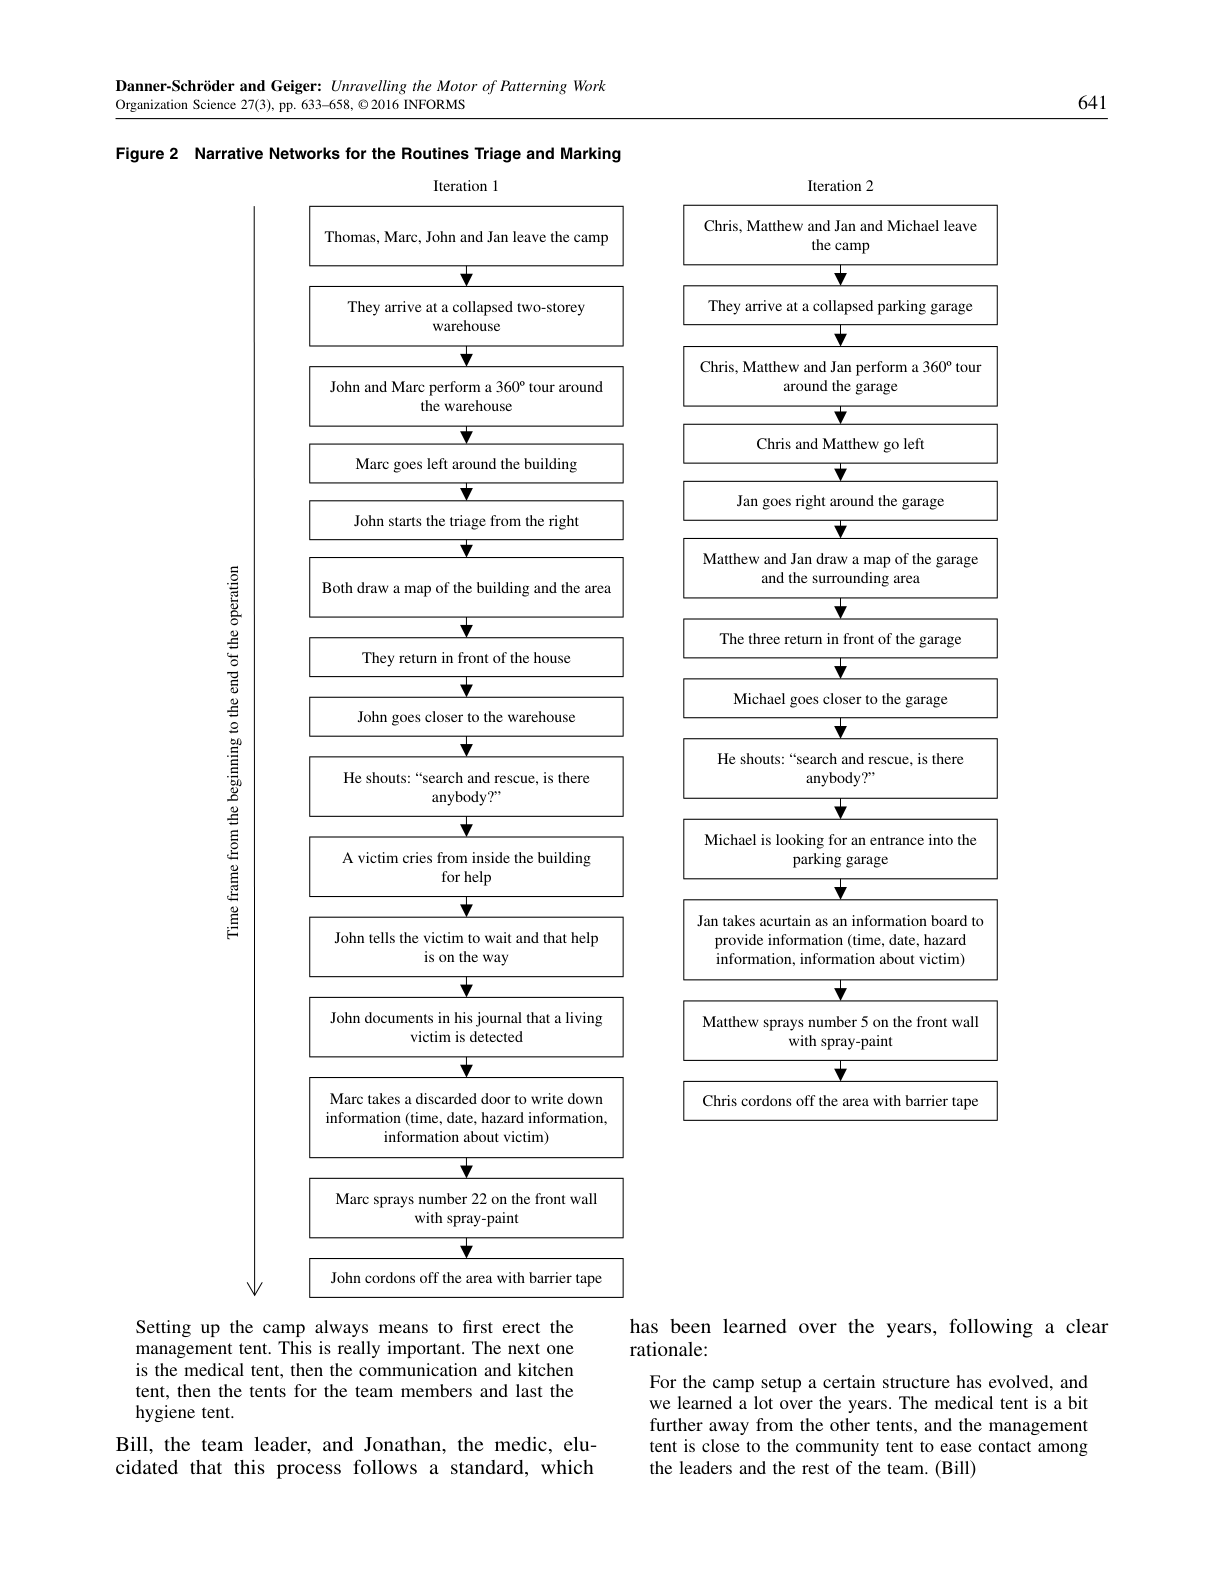 Danner-Schröder and Geiger: Unravelling the Motor of Patterning Work
Organization Science 27(3), pp. 633–658, © 2016 INFORMS
641
Figure 2 Narrative Networks for the Routines Triage and Marking
Time frame from the beginning to the end of the operation
Iteration 1
Thomas, Marc, John and Jan leave the camp
They arrive at a collapsed two-storey
warehouse
John and Marc perform a 360º tour around
the warehouse
Marc goes left around the building
John starts the triage from the right
Both draw a map of the building and the area
They return in front of the house
John goes closer to the warehouse
He shouts: “search and rescue, is there
anybody?”
A victim cries from inside the building
for help
John tells the victim to wait and that help
is on the way
John documents in his journal that a living
victim is detected
Marc takes a discarded door to write down
information (time, date, hazard information,
information about victim)
Marc sprays number 22 on the front wall
with spray-paint
John cordons off the area with barrier tape
Iteration 2
Chris, Matthew and Jan and Michael leave
the camp
They arrive at a collapsed parking garage
Chris, Matthew and Jan perform a 360º tour
around the garage
Chris and Matthew go left
Jan goes right around the garage
Matthew and Jan draw a map of the garage
and the surrounding area
The three return in front of the garage
Michael goes closer to the garage
He shouts: “search and rescue, is there
anybody?”
Michael is looking for an entrance into the
parking garage
Jan takes acurtain as an information board to
provide information (time, date, hazard
information, information about victim)
Matthew sprays number 5 on the front wall
with spray-paint
Chris cordons off the area with barrier tape
Setting up the camp always means to first erect the
management tent. This is really important. The next one
is the medical tent, then the communication and kitchen
tent, then the tents for the team members and last the
hygiene tent.
Bill, the team leader, and Jonathan, the medic, elu-
cidated that this process follows a standard, which
has been learned over the years, following a clear
rationale:
For the camp setup a certain structure has evolved, and
we learned a lot over the years. The medical tent is a bit
further away from the other tents, and the management
tent is close to the community tent to ease contact among
the leaders and the rest of the team. (Bill)